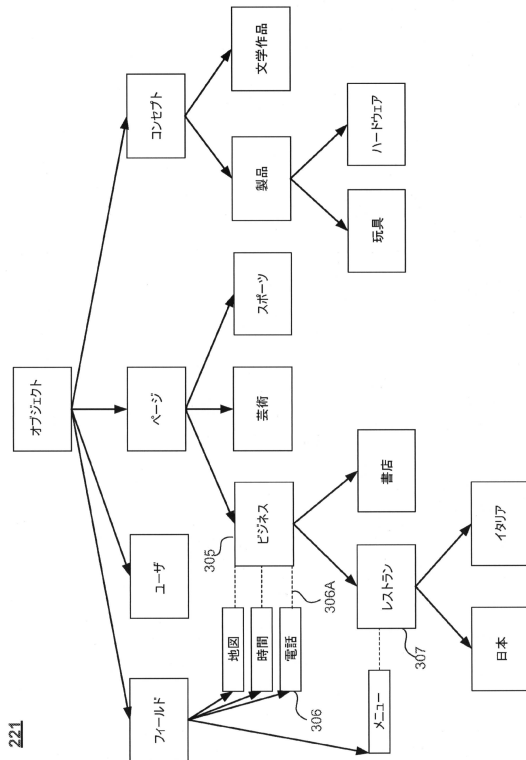 221
オブジェクト
フィールド
ユーザ
ページ
コンセプト
地図
時間
電話
306
306A
305
ビジネス
芸術
スポーツ
製品
文学作品
メニュー
レストラン
307
書店
玩具
ハードウェア
日本
イタリア